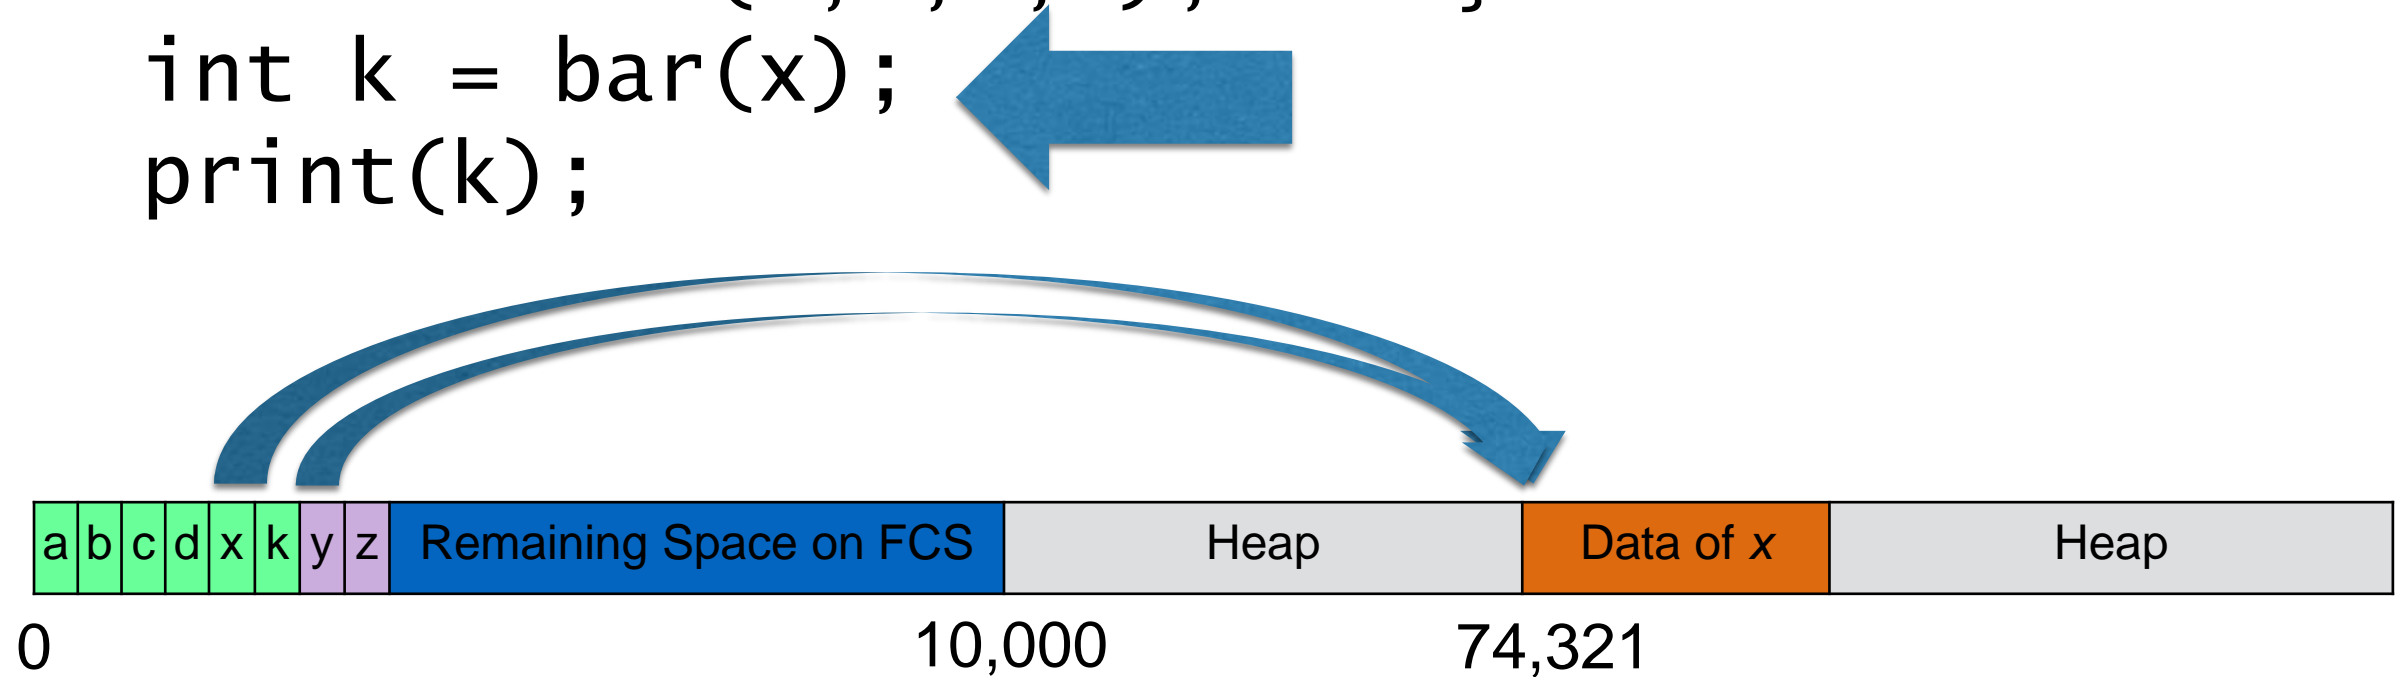 int k = bar(x);
print(k);
a b c d x k y z Remaining Space on FCS Heap Data of x Heap
0 10,000 74,321